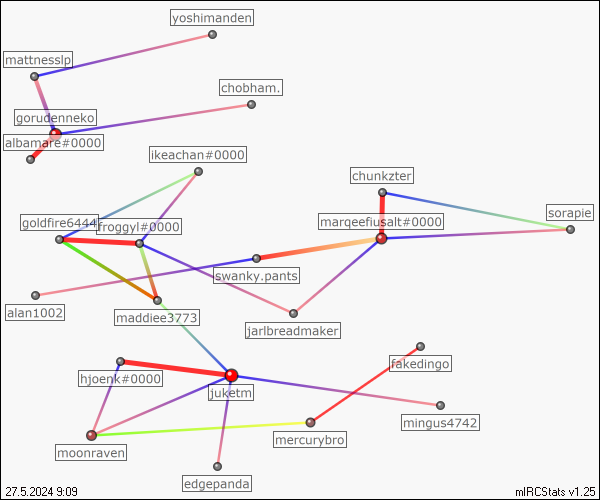 yoshimanden
mattnesslp
chobham.
gorudenneko
albamare#0000
ikeachan#0000
chunkzter
sorapie
goldfire6444
froggyl#0000
marqeefiusalt#0000
swanky.pants
alan1002
maddiee3773
jarlbreadmaker
fakedingo
hjoenk#0000
juketm
mingus4742
mercurybro
moonraven
edgepanda
27.5.2024 9:09
mIRCStats v1.25